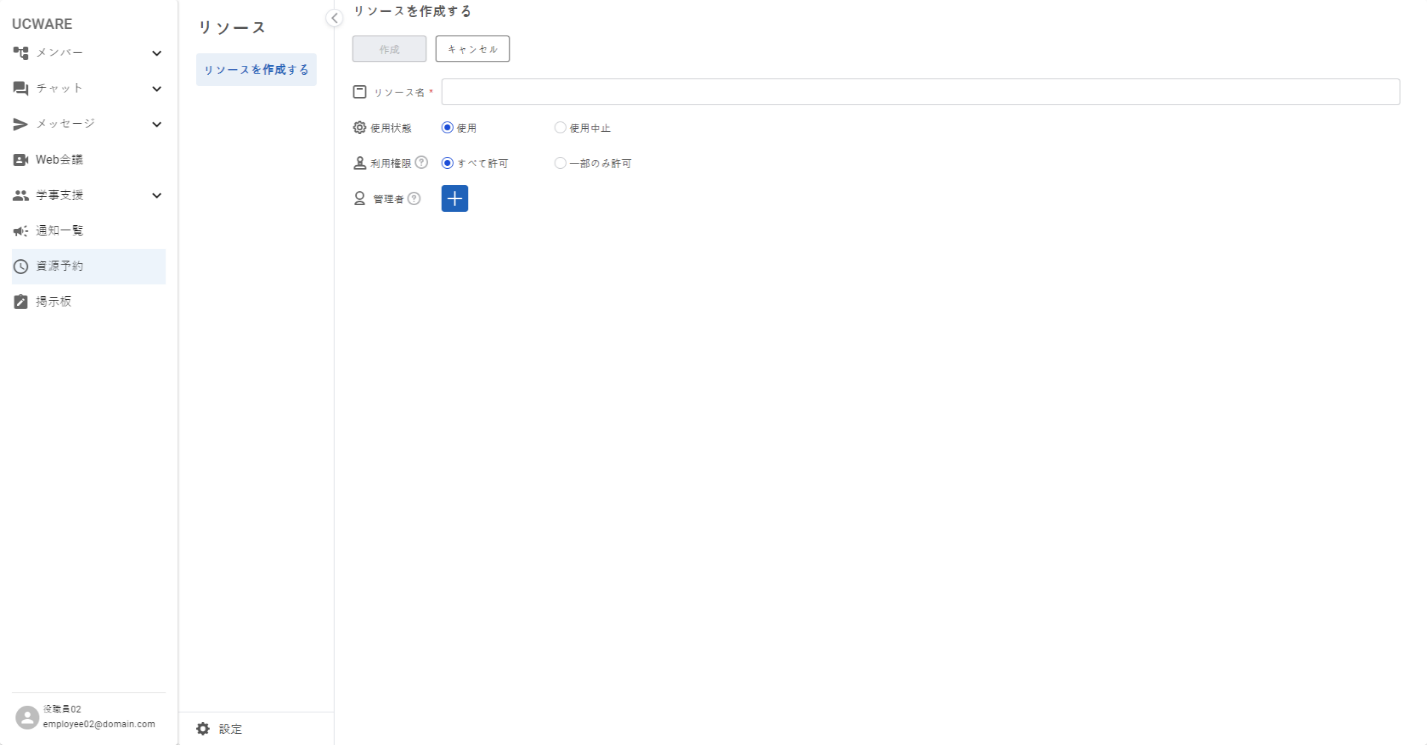 UCWARE
メンバー
チャット
メッセージ
Web会議
学事支援
通知一覧
資源予約
掲示板
役職員02
employee02@domain.com
リソース
リソースを作成する
設定
リソースを作成する
作成 キャンセル
リソース名 *
使用状態 使用 使用中止
利用権限 ? すべて許可 一部のみ許可
管理者 ?